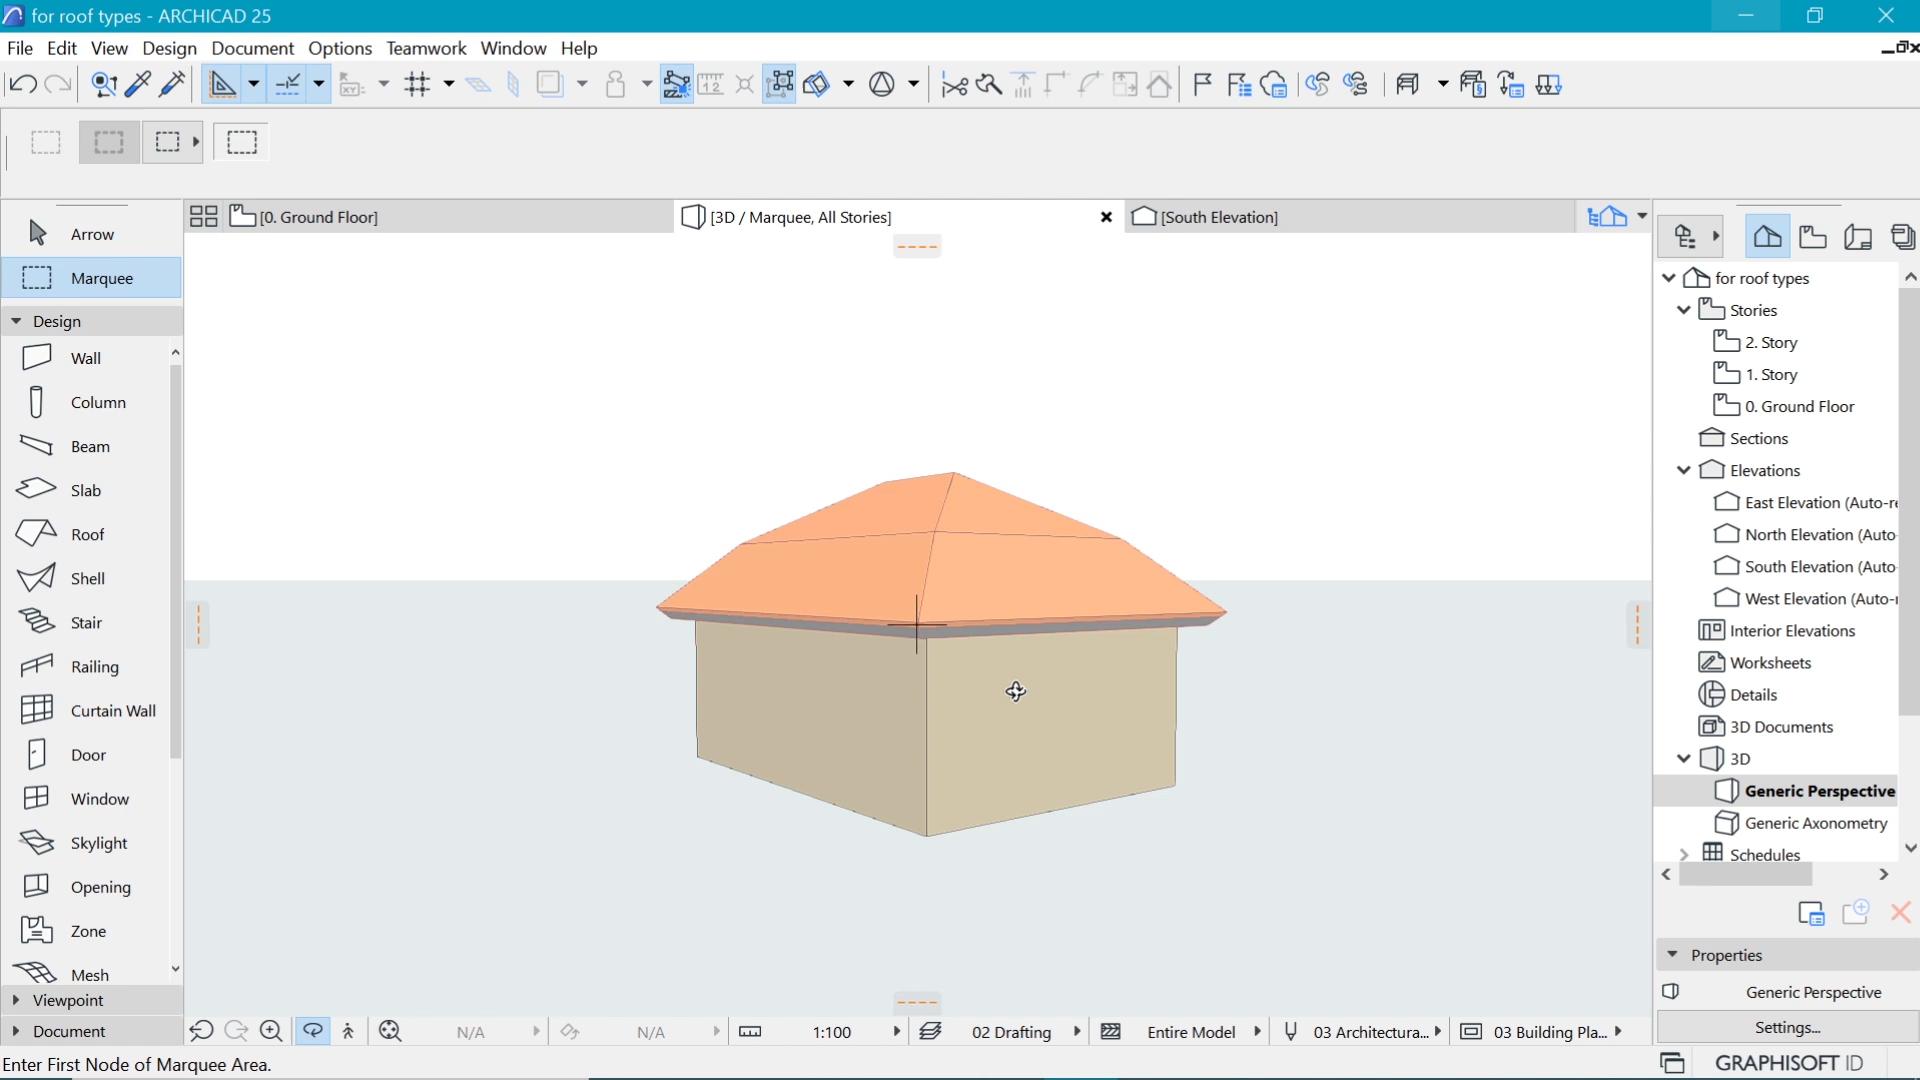 for roof types - ARCHICAD 25
File Edit View Design Document Options Teamwork Window Help
[0. Ground Floor]
[3D / Marquee, All Stories]
[South Elevation]
Arrow
Marquee
Design
Wall
Column
Beam
Slab
Roof
Shell
Stair
Railing
Curtain Wall
Door
Window
Skylight
Opening
Zone
Mesh
Viewpoint
Document
for roof types
Stories
2. Story
1. Story
0. Ground Floor
Sections
Elevations
East Elevation (Auto-re
North Elevation (Auto-
South Elevation (Auto-
West Elevation (Auto-r
Interior Elevations
Worksheets
Details
3D Documents
3D
Generic Perspective
Generic Axonometry
Schedules
Properties
Generic Perspective
Settings...
N/A
N/A
1:100
02 Drafting
Entire Model
03 Architectura...
03 Building Pla...
Enter First Node of Marquee Area.
GRAPHISOFT ID